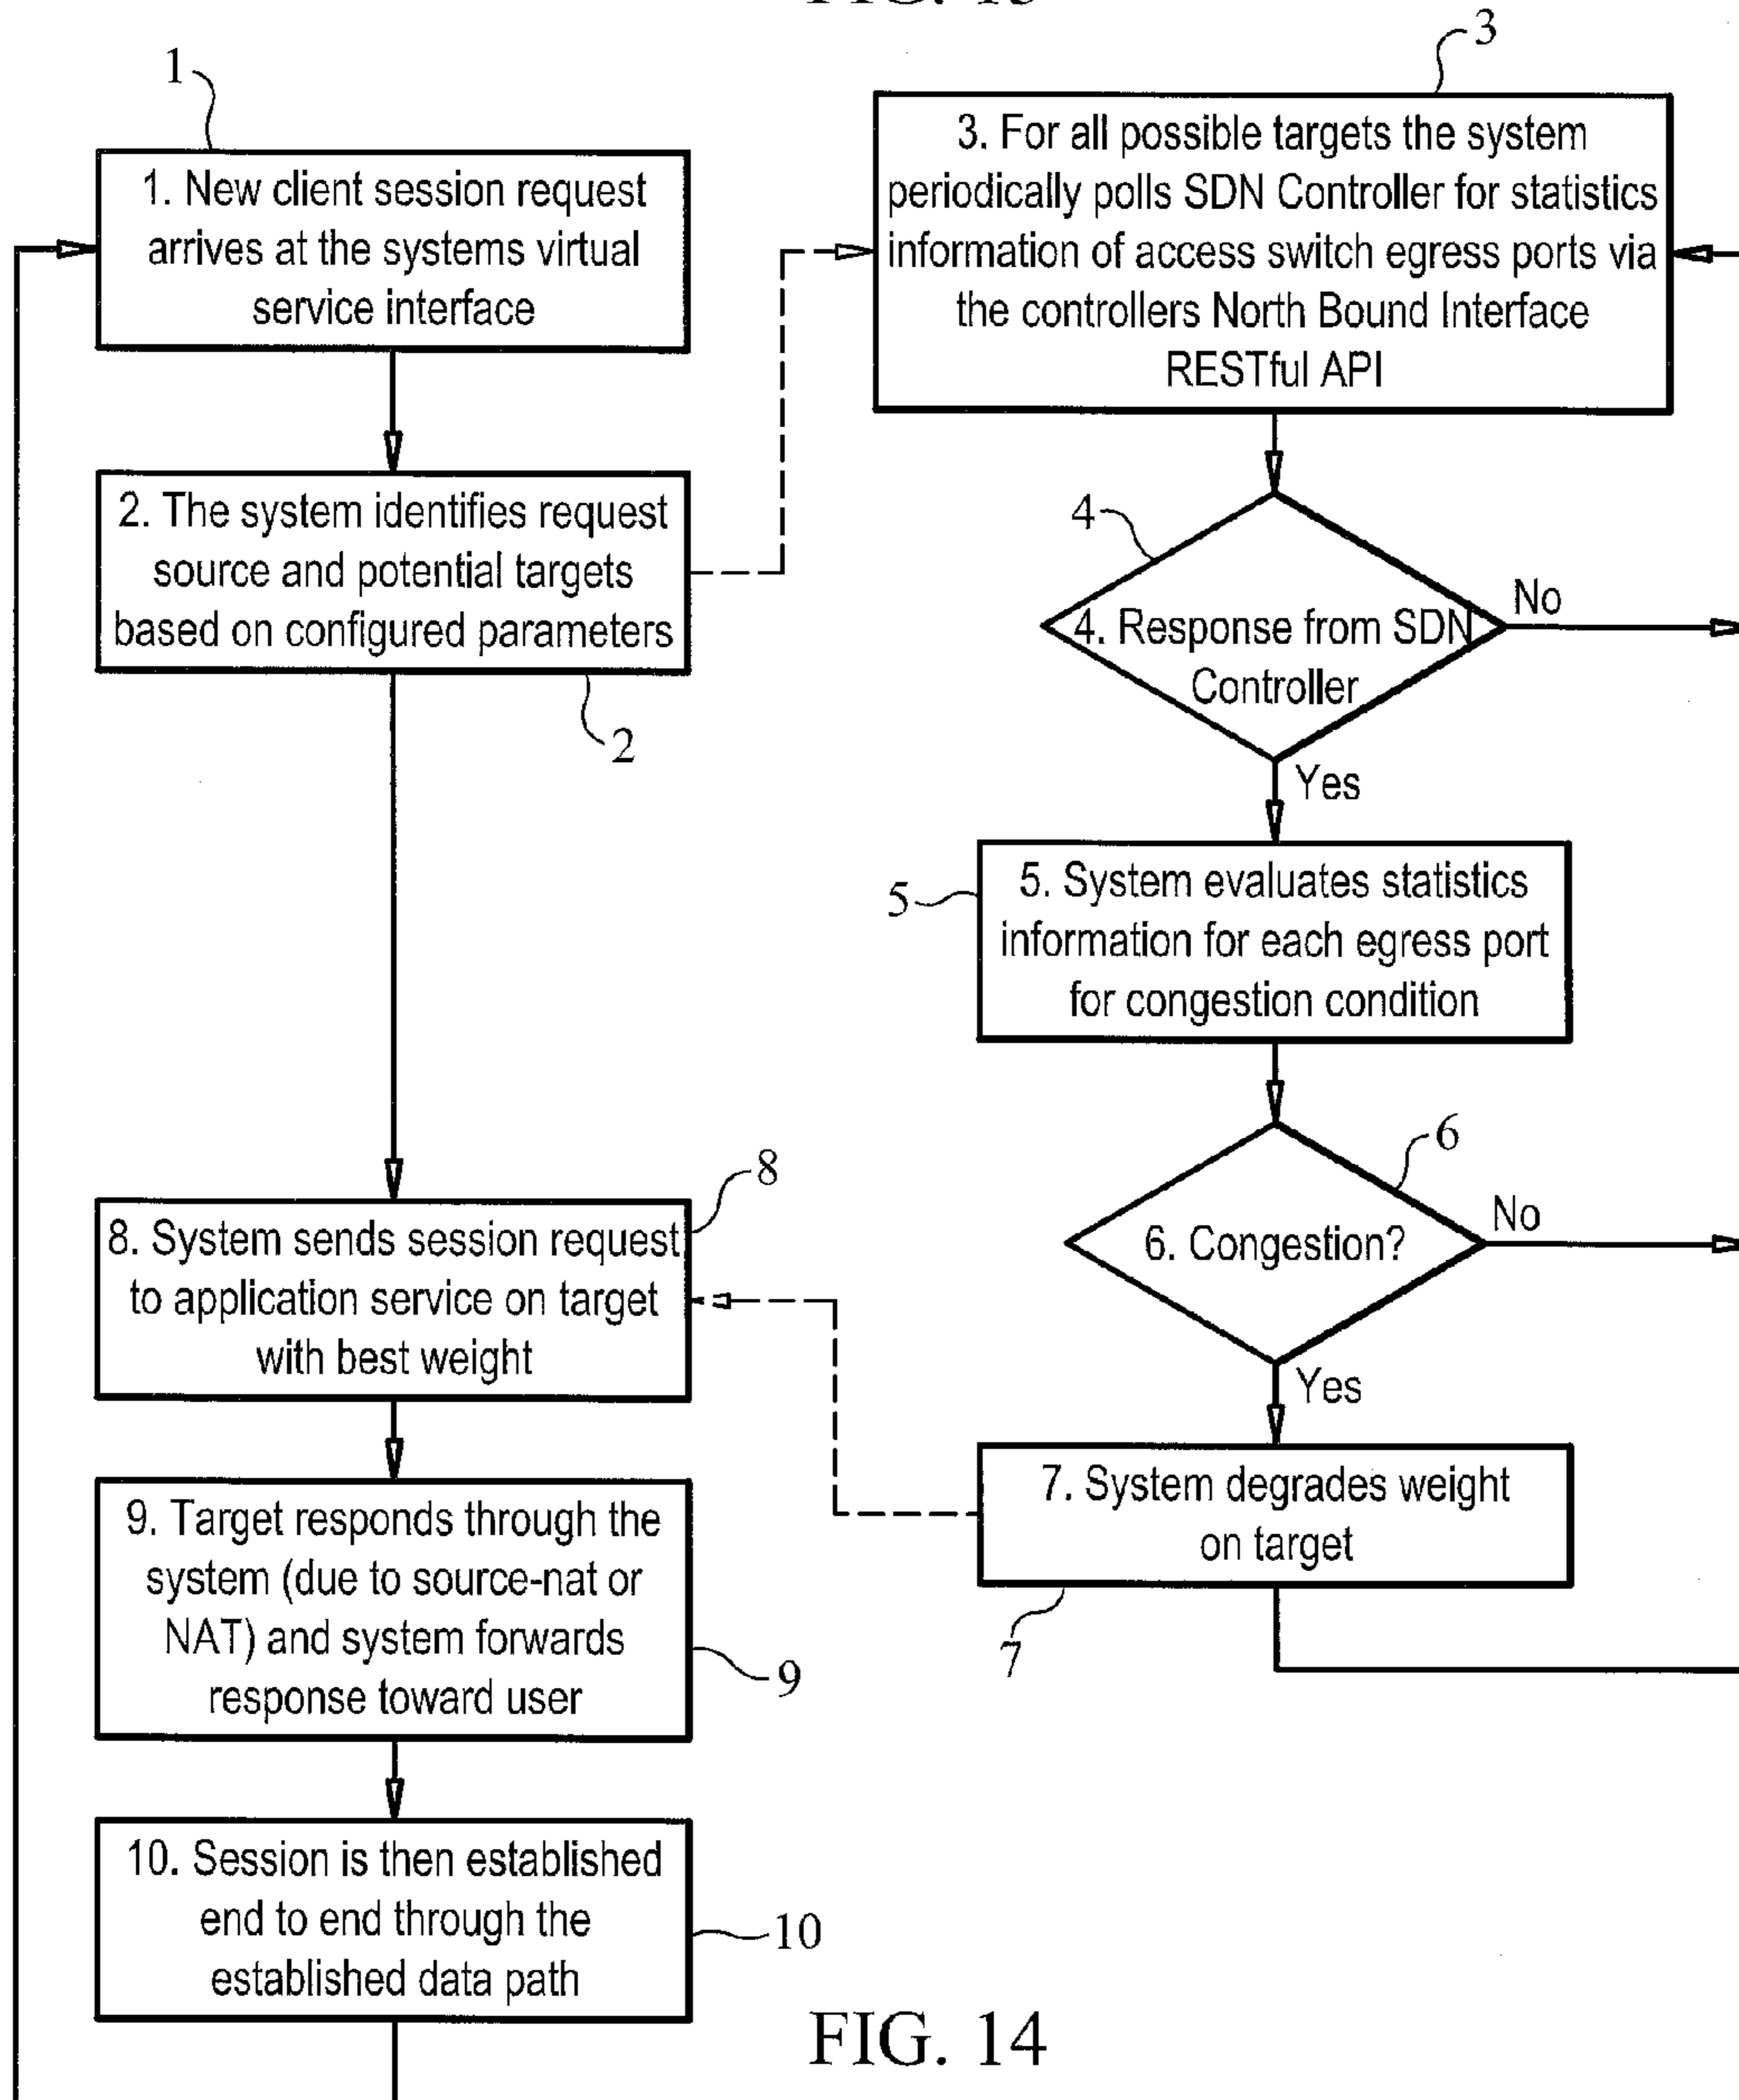 1
1. New client session request
arrives at the systems virtual
service interface
2. The system identifies request
source and potential targets
based on configured parameters
2
3
3. For all possible targets the system
periodically polls SDN Controller for statistics
information of access switch egress ports via
the controllers North Bound Interface
RESTful API
4
4. Response from SDN
Controller
No
Yes
5
5. System evaluates statistics
information for each egress port
for congestion condition
6
6. Congestion?
No
Yes
7. System degrades weight
on target
7
8
8. System sends session request
to application service on target
with best weight
9. Target responds through the
system (due to source-nat or
NAT) and system forwards
response toward user
9
10. Session is then established
end to end through the
established data path
10
FIG. 14